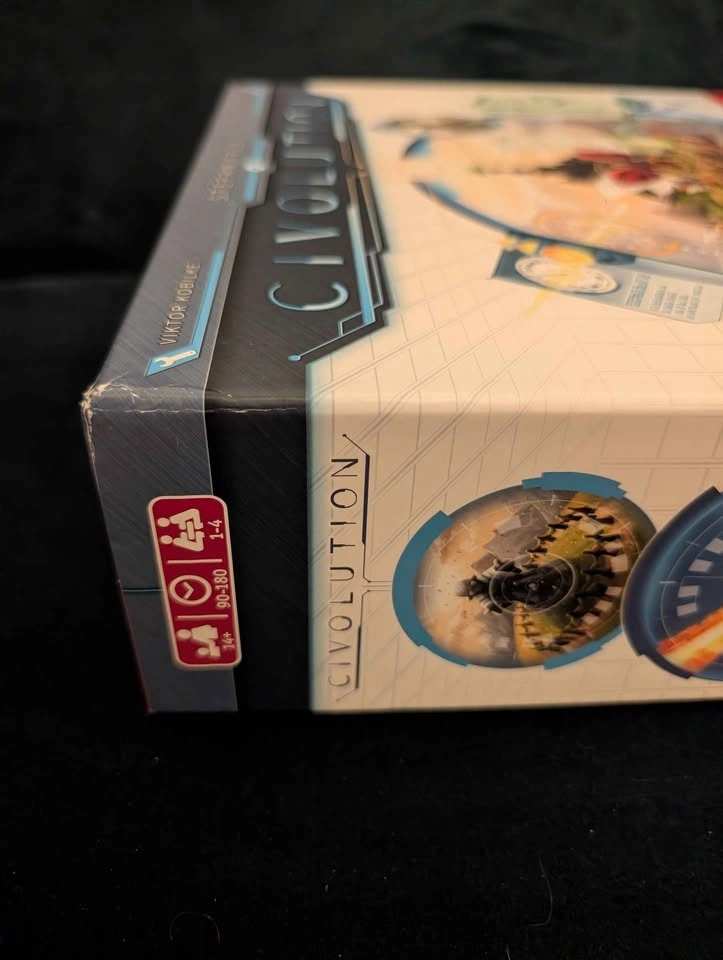 CIVOLUTION
VIKTOR KOBILKE
CIVOLUTION
1-4
90-180
14+